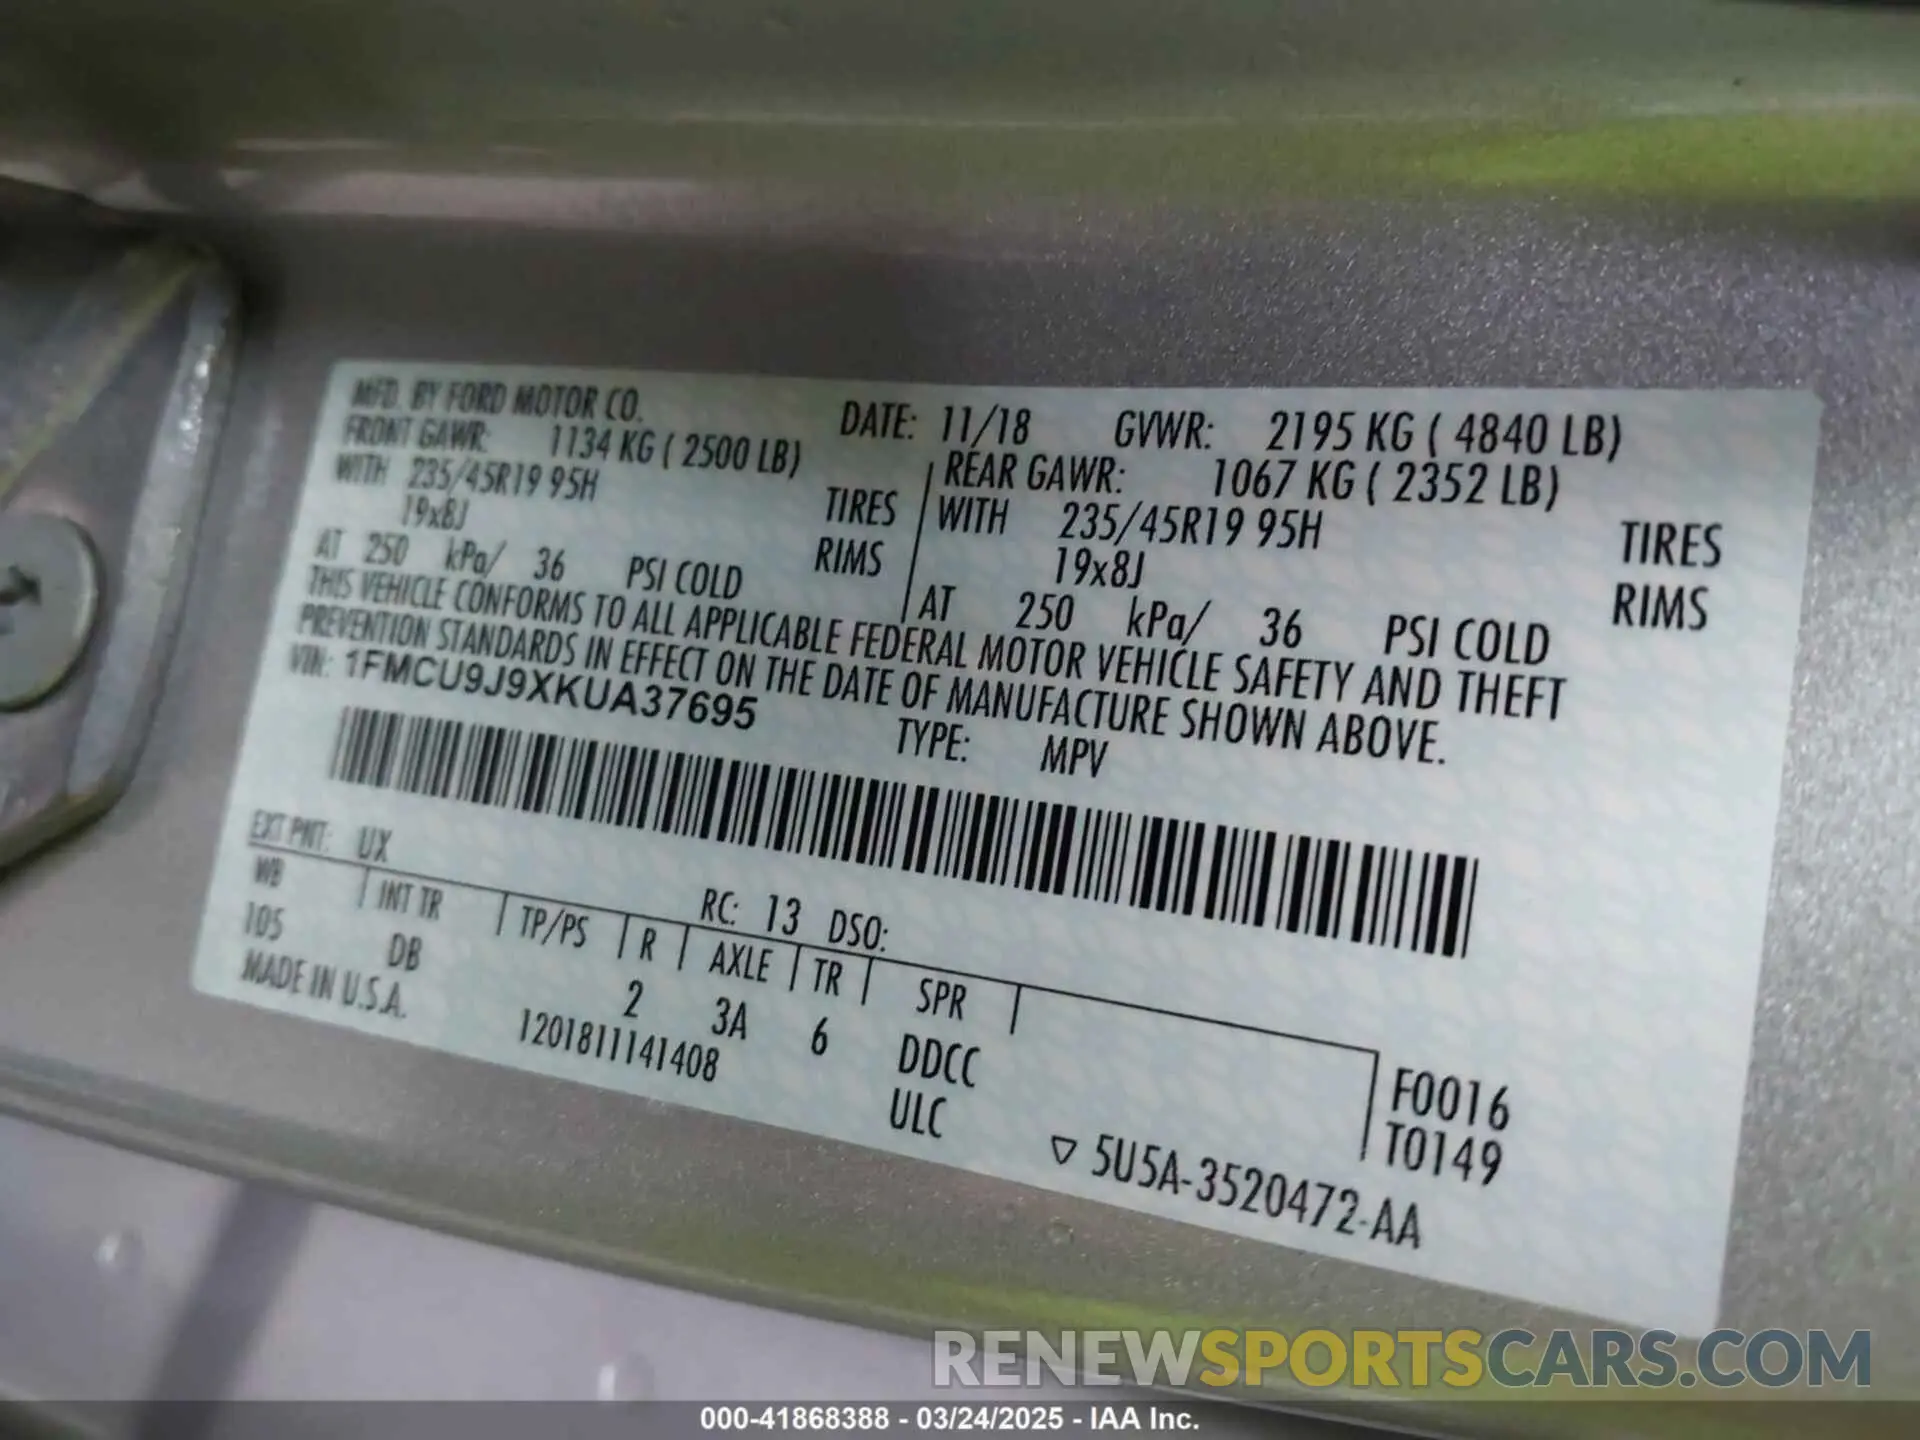 MFD. BY FORD MOTOR CO. DATE: 11/18 GVWR: 2195 KG ( 4840 LB)
FRONT GAWR: 1134 KG ( 2500 LB) REAR GAWR: 1067 KG ( 2352 LB)
WITH 235/45R19 95H TIRES WITH 235/45R19 95H TIRES
19x8J RIMS 19x8J RIMS
AT 250 kPa/ 36 PSI COLD AT 250 kPa/ 36 PSI COLD
THIS VEHICLE CONFORMS TO ALL APPLICABLE FEDERAL MOTOR VEHICLE SAFETY AND THEFT
PREVENTION STANDARDS IN EFFECT ON THE DATE OF MANUFACTURE SHOWN ABOVE.
VIN: 1FMCU9J9XKUA37695 TYPE: MPV
EXT PNT: UX RC: 13 DSO:
WB INT TR TP/PS R AXLE TR SPR
105 DB 2 3A 6 DDCC F0016
MADE IN U.S.A. 1201811141408 ULC T0149
▽ 5U5A-3520472-AA
RENEWSPORTSCARS.COM
000-41868388 - 03/24/2025 - IAA Inc.